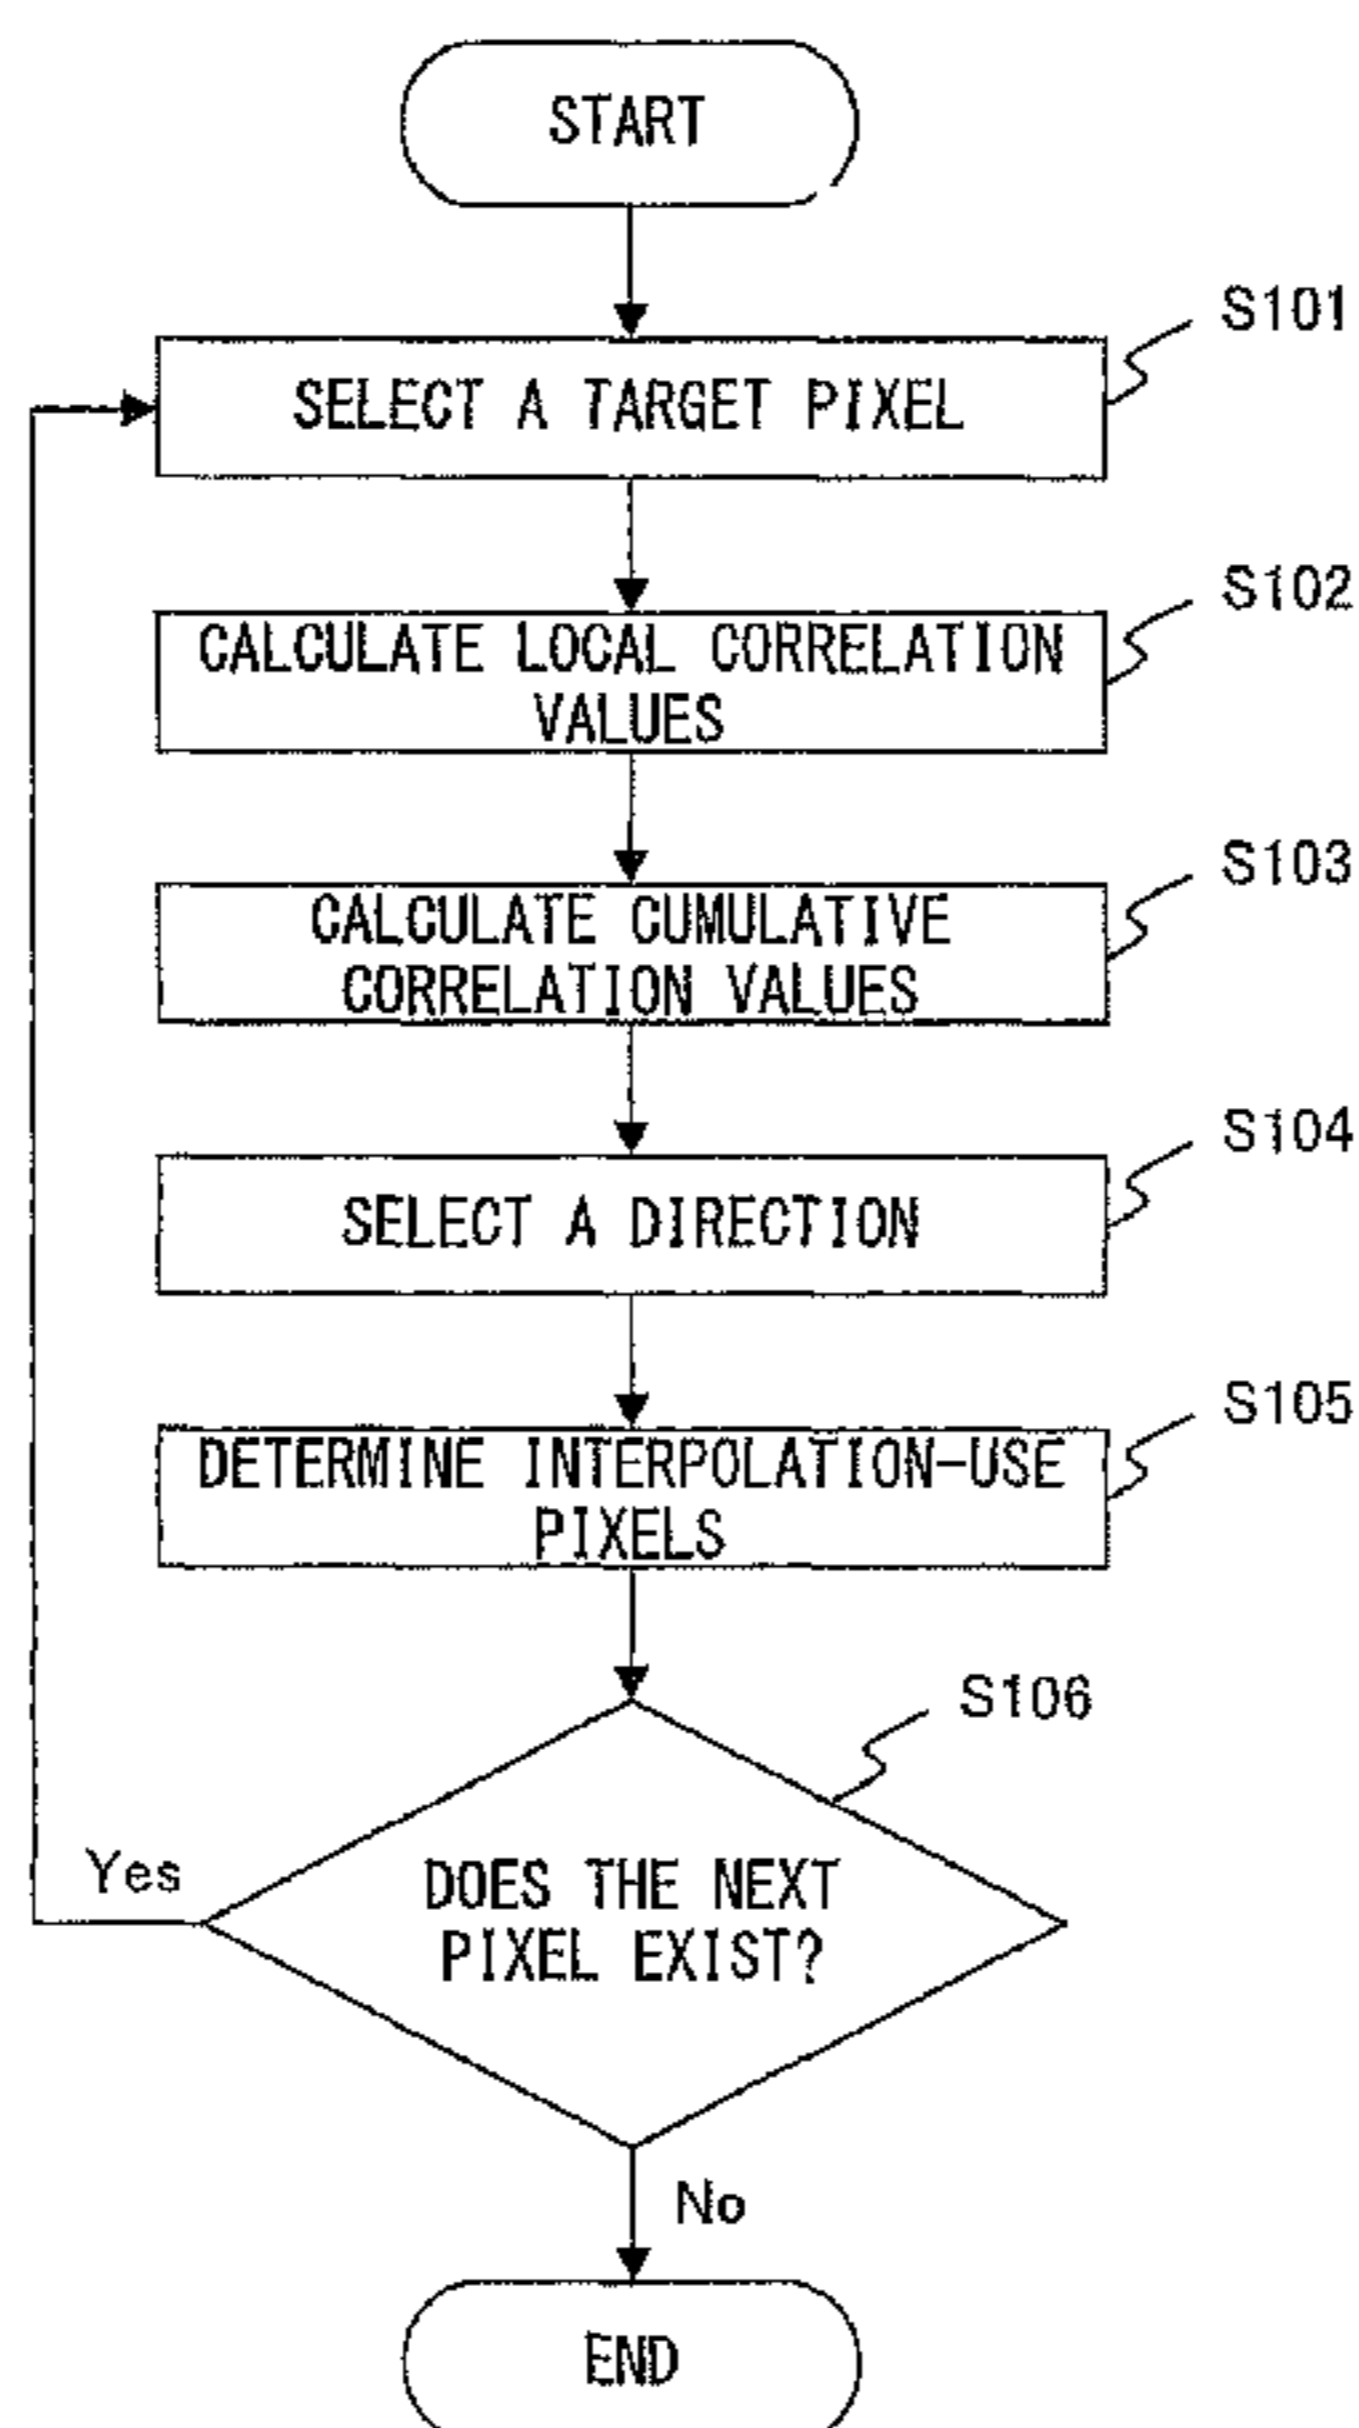 START
S101
SELECT A TARGET PIXEL
S102
CALCULATE LOCAL CORRELATION
VALUES
S103
CALCULATE CUMULATIVE
CORRELATION VALUES
S104
SELECT A DIRECTION
S105
DETERMINE INTERPOLATION-USE
PIXELS
S106
Yes
DOES THE NEXT
PIXEL EXIST?
No
END